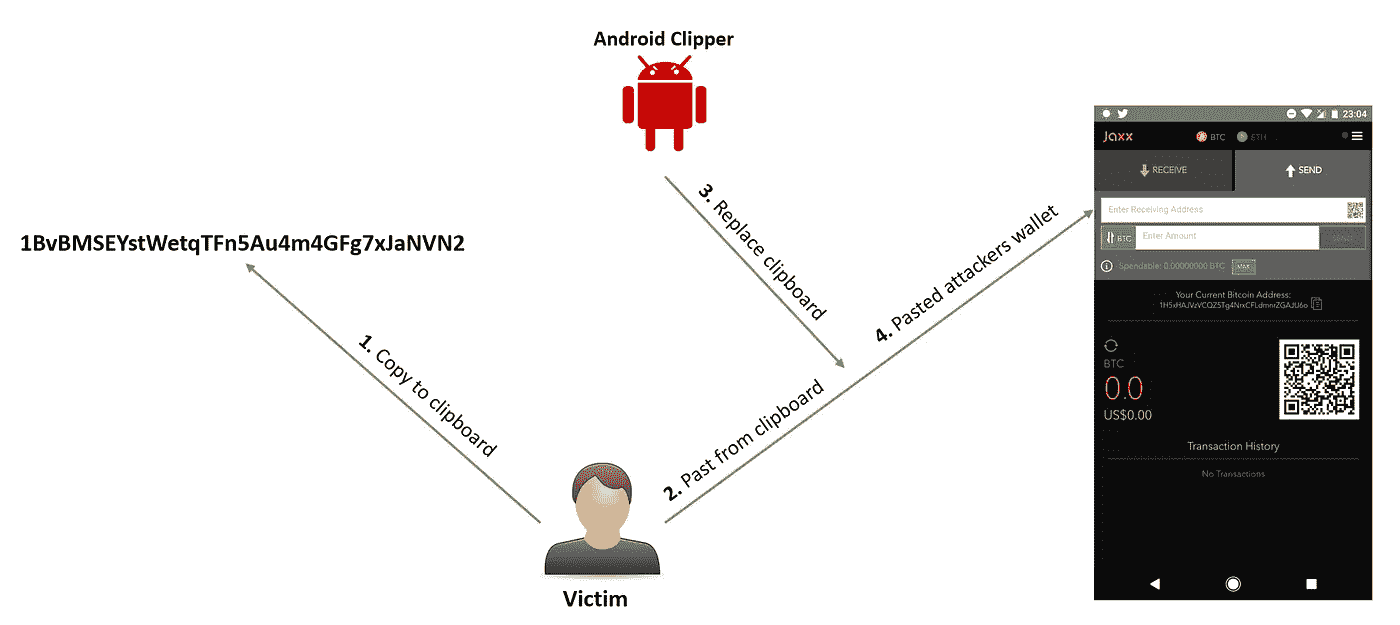 Android Clipper
1BvBMSEYstWetqTFn5Au4m4GFg7xJaNVN2
1. Copy to clipboard
2. Past from clipboard
3. Replace clipboard
4. Pasted attackers wallet
Victim
23:04
Jaxx
BTC
ETH
RECEIVE
SEND
Enter Receiving Address
BTC
Enter Amount
SEND
Spendable: 0.00000000 BTC
MAX
Your Current Bitcoin Address:
BTC
0.0
US$0.00
Transaction History
No Transactions